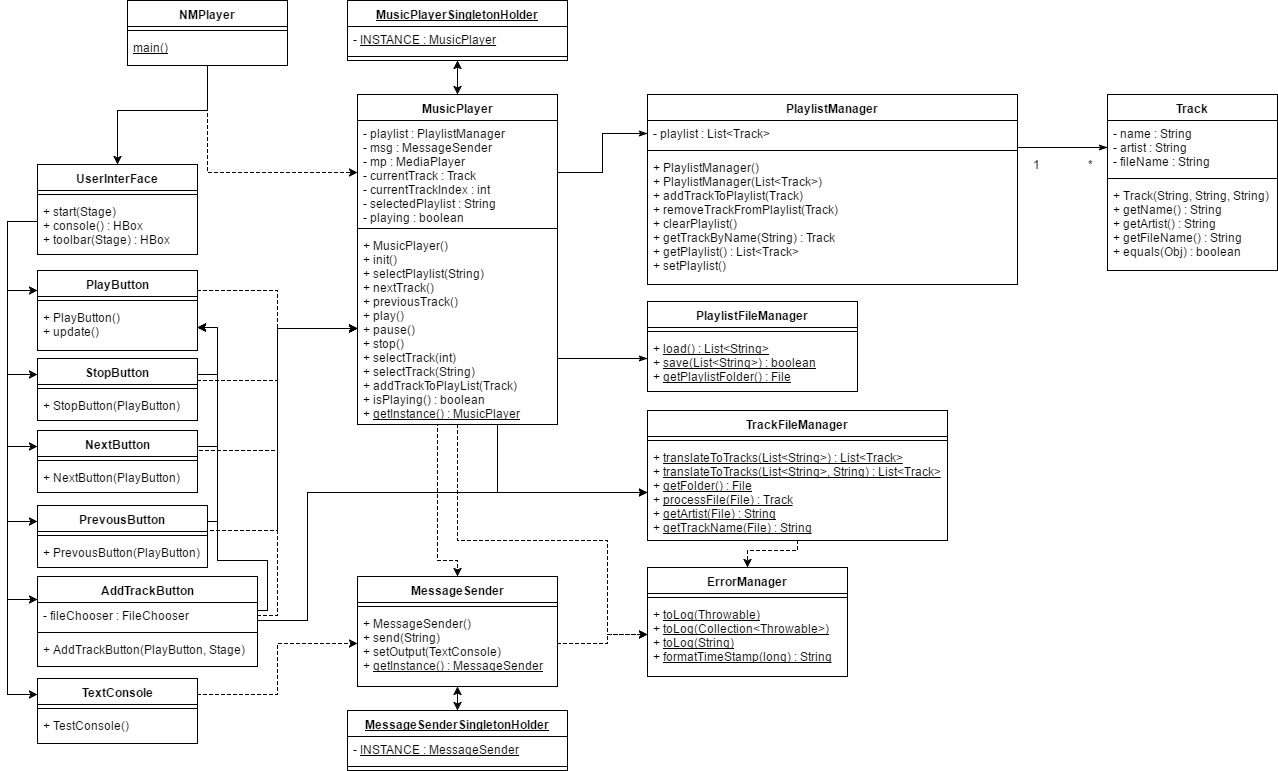 NMPlayer
main()
MusicPlayerSingletonHolder
- INSTANCE : MusicPlayer
UserInterFace
+ start(Stage)
+ console() : HBox
+ toolbar(Stage) : HBox
MusicPlayer
- playlist : PlaylistManager
- msg : MessageSender
- mp : MediaPlayer
- currentTrack : Track
- currentTrackIndex : int
- selectedPlaylist : String
- playing : boolean
+ MusicPlayer()
+ init()
+ selectPlaylist(String)
+ nextTrack()
+ previousTrack()
+ play()
+ pause()
+ stop()
+ selectTrack(int)
+ selectTrack(String)
+ addTrackToPlayList(Track)
+ isPlaying() : boolean
+ getInstance() : MusicPlayer
PlaylistManager
- playlist : List<Track>
+ PlaylistManager()
+ PlaylistManager(List<Track>)
+ addTrackToPlaylist(Track)
+ removeTrackFromPlaylist(Track)
+ clearPlaylist()
+ getTrackByName(String) : Track
+ getPlaylist() : List<Track>
+ setPlaylist()
1
*
Track
- name : String
- artist : String
- fileName : String
+ Track(String, String, String)
+ getName() : String
+ getArtist() : String
+ getFileName() : String
+ equals(Obj) : boolean
PlayButton
+ PlayButton()
+ update()
StopButton
+ StopButton(PlayButton)
NextButton
+ NextButton(PlayButton)
PrevousButton
+ PrevousButton(PlayButton)
AddTrackButton
- fileChooser : FileChooser
+ AddTrackButton(PlayButton, Stage)
TextConsole
+ TestConsole()
PlaylistFileManager
+ load() : List<String>
+ save(List<String>) : boolean
+ getPlaylistFolder() : File
TrackFileManager
+ translateToTracks(List<String>) : List<Track>
+ translateToTracks(List<String>, String) : List<Track>
+ getFolder() : File
+ processFile(File) : Track
+ getArtist(File) : String
+ getTrackName(File) : String
MessageSender
+ MessageSender()
+ send(String)
+ setOutput(TextConsole)
+ getInstance() : MessageSender
ErrorManager
+ toLog(Throwable)
+ toLog(Collection<Throwable>)
+ toLog(String)
+ formatTimeStamp(long) : String
MessageSenderSingletonHolder
- INSTANCE : MessageSender